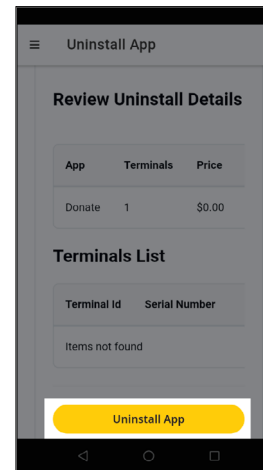 Uninstall App
Review Uninstall Details
App Terminals Price
Donate 1 $0.00
Terminals List
Terminal Id Serial Number
Items not found
Uninstall App